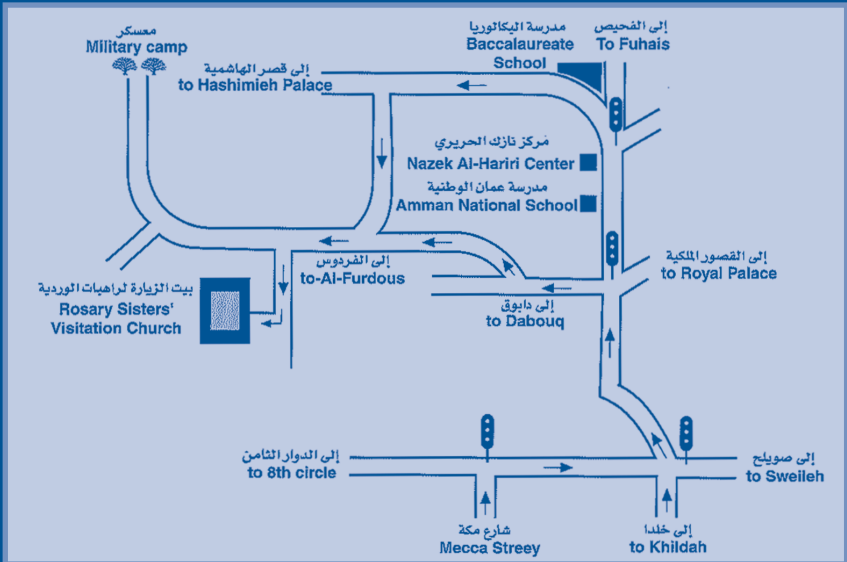 معسكر
Military camp
إلى قصر الهاشمية
to Hashimieh Palace
مدرسة البكالوريا
Baccalaureate
School
إلى الفحيص
To Fuhais
مركز نازك الحريري
Nazek Al-Hariri Center
مدرسة عمان الوطنية
Amman National School
إلى القصور الملكية
to Royal Palace
إلى الفردوس
to-Al-Furdous
بيت الزيارة لراهبات الوردية
Rosary Sisters'
Visitation Church
إلى دابوق
to Dabouq
إلى الدوار الثامن
to 8th circle
إلى صويلح
to Sweileh
شارع مكة
Mecca Streey
إلى خلدا
to Khildah